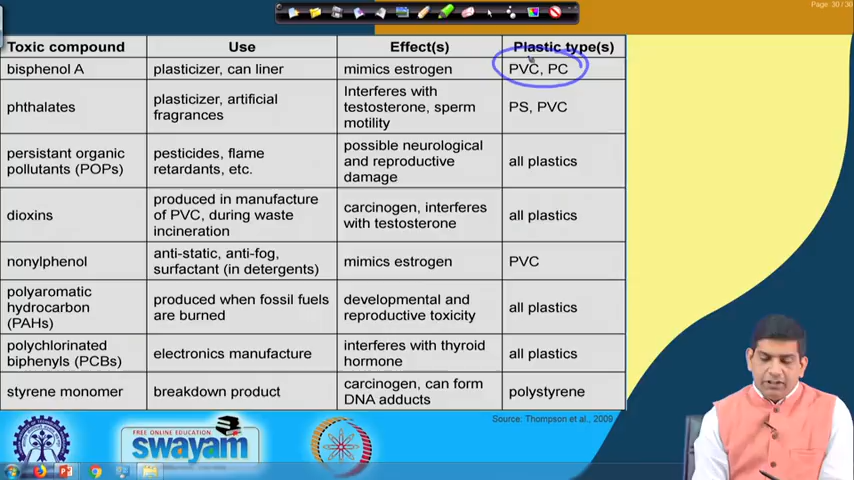 Page 30/30
Toxic compound Use Effect(s) Plastic type(s)
bisphenol A plasticizer, can liner mimics estrogen PVC, PC
phthalates plasticizer, artificial fragrances Interferes with testosterone, sperm motility PS, PVC
persistant organic pollutants (POPs) pesticides, flame retardants, etc. possible neurological and reproductive damage all plastics
dioxins produced in manufacture of PVC, during waste incineration carcinogen, interferes with testosterone all plastics
nonylphenol anti-static, anti-fog, surfactant (in detergents) mimics estrogen PVC
polyaromatic hydrocarbon (PAHs) produced when fossil fuels are burned developmental and reproductive toxicity all plastics
polychlorinated biphenyls (PCBs) electronics manufacture interferes with thyroid hormone all plastics
styrene monomer breakdown product carcinogen, can form DNA adducts polystyrene
Source: Thompson et al., 2009
FREE ONLINE EDUCATION
swayam